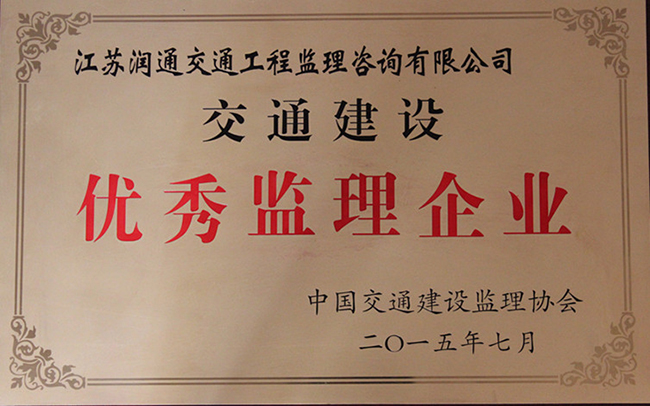 江苏润通交通工程监理咨询有限公司
交通建设
优秀监理企业
中国交通建设监理协会
二〇一五年七月